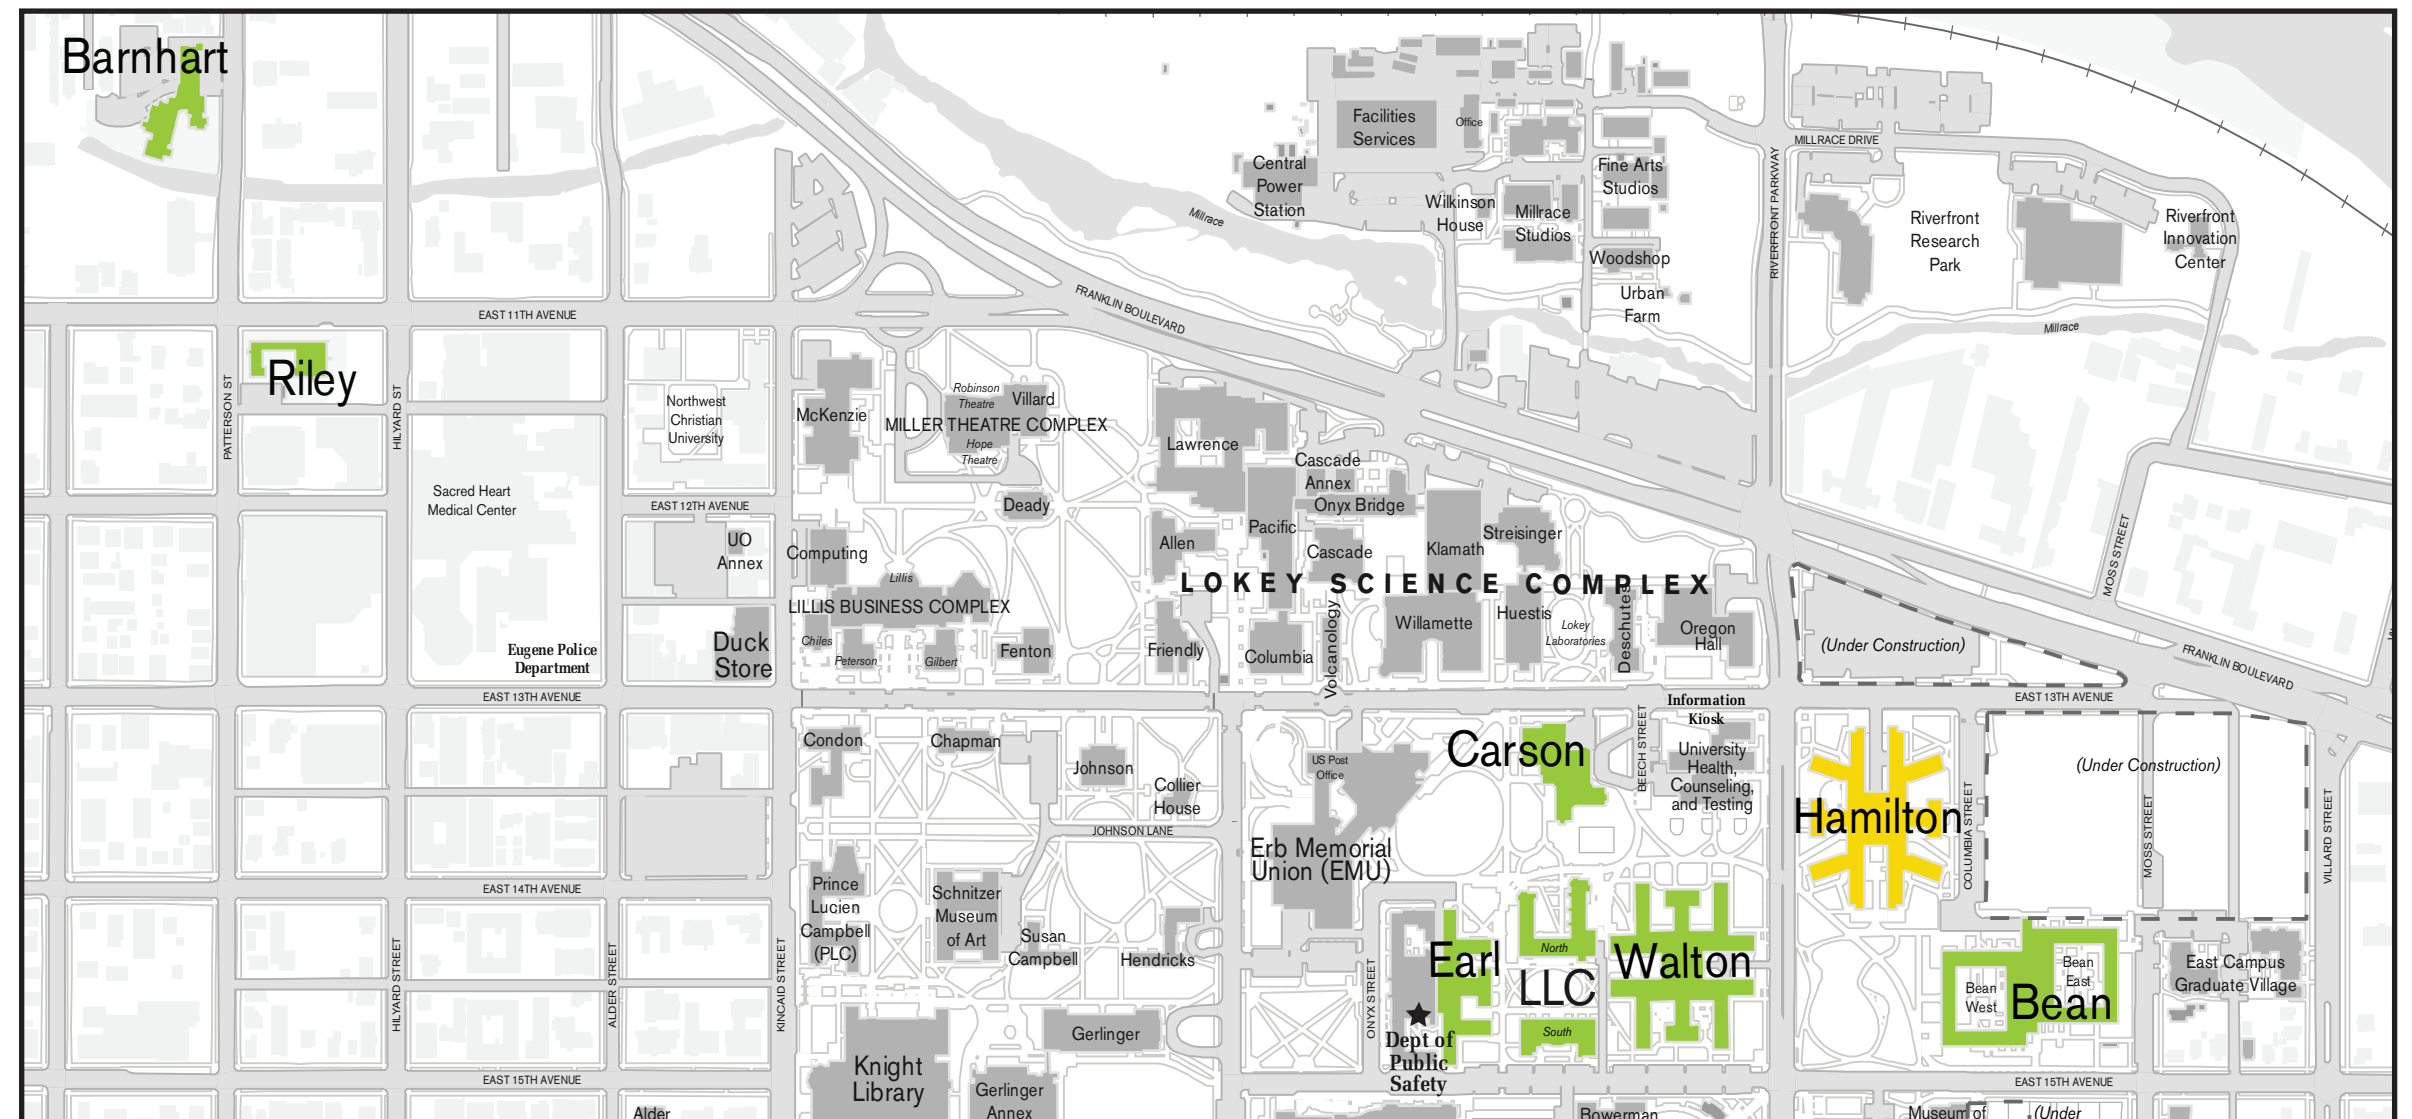 Barnhart
Facilities
Services
Office
Central
Power
Station
Fine Arts
Studios
Wilkinson
House
Millrace
Studios
Woodshop
Urban
Farm
Millrace
MILLRACE DRIVE
RIVERFRONT PARKWAY
Riverfront
Research
Park
Riverfront
Innovation
Center
Millrace
EAST 11TH AVENUE
FRANKLIN BOULEVARD
Riley
PATTERSON ST
HILYARD ST
Northwest
Christian
University
McKenzie
Robinson
Theatre
Villard
MILLER THEATRE COMPLEX
Hope
Theatre
Deady
Lawrence
Cascade
Annex
Onyx Bridge
Pacific
Allen
Cascade
Klamath
Streisinger
Sacred Heart
Medical Center
EAST 12TH AVENUE
UO
Annex
Computing
Lillis
LILLIS BUSINESS COMPLEX
LOKEY SCIENCE COMPLEX
Chiles
Peterson
Gilbert
Fenton
Friendly
Columbia
Volcanology
Willamette
Huestis
Lokey
Laboratories
Deschutes
Oregon
Hall
(Under Construction)
MOSS STREET
FRANKLIN BOULEVARD
Eugene Police
Department
Duck
Store
EAST 13TH AVENUE
EAST 13TH AVENUE
Information
Kiosk
Condon
Chapman
Johnson
Collier
House
JOHNSON LANE
US Post
Office
Erb Memorial
Union (EMU)
Carson
BEECH STREET
University
Health,
Counseling,
and Testing
Hamilton
COLUMBIA STREET
(Under Construction)
MOSS STREET
VILLARD STREET
EAST 14TH AVENUE
Prince
Lucien
Campbell
(PLC)
Schnitzer
Museum
of Art
Susan
Campbell
Hendricks
HILYARD STREET
ALDER STREET
KINCAID STREET
ONYX STREET
Earl
North
LLC
South
Walton
Bean
West
Bean
East
Bean
East Campus
Graduate Village
Dept of
Public
Safety
Gerlinger
Knight
Library
Gerlinger
Annex
EAST 15TH AVENUE
EAST 15TH AVENUE
Alder
Bowerman
Museum of
(Under